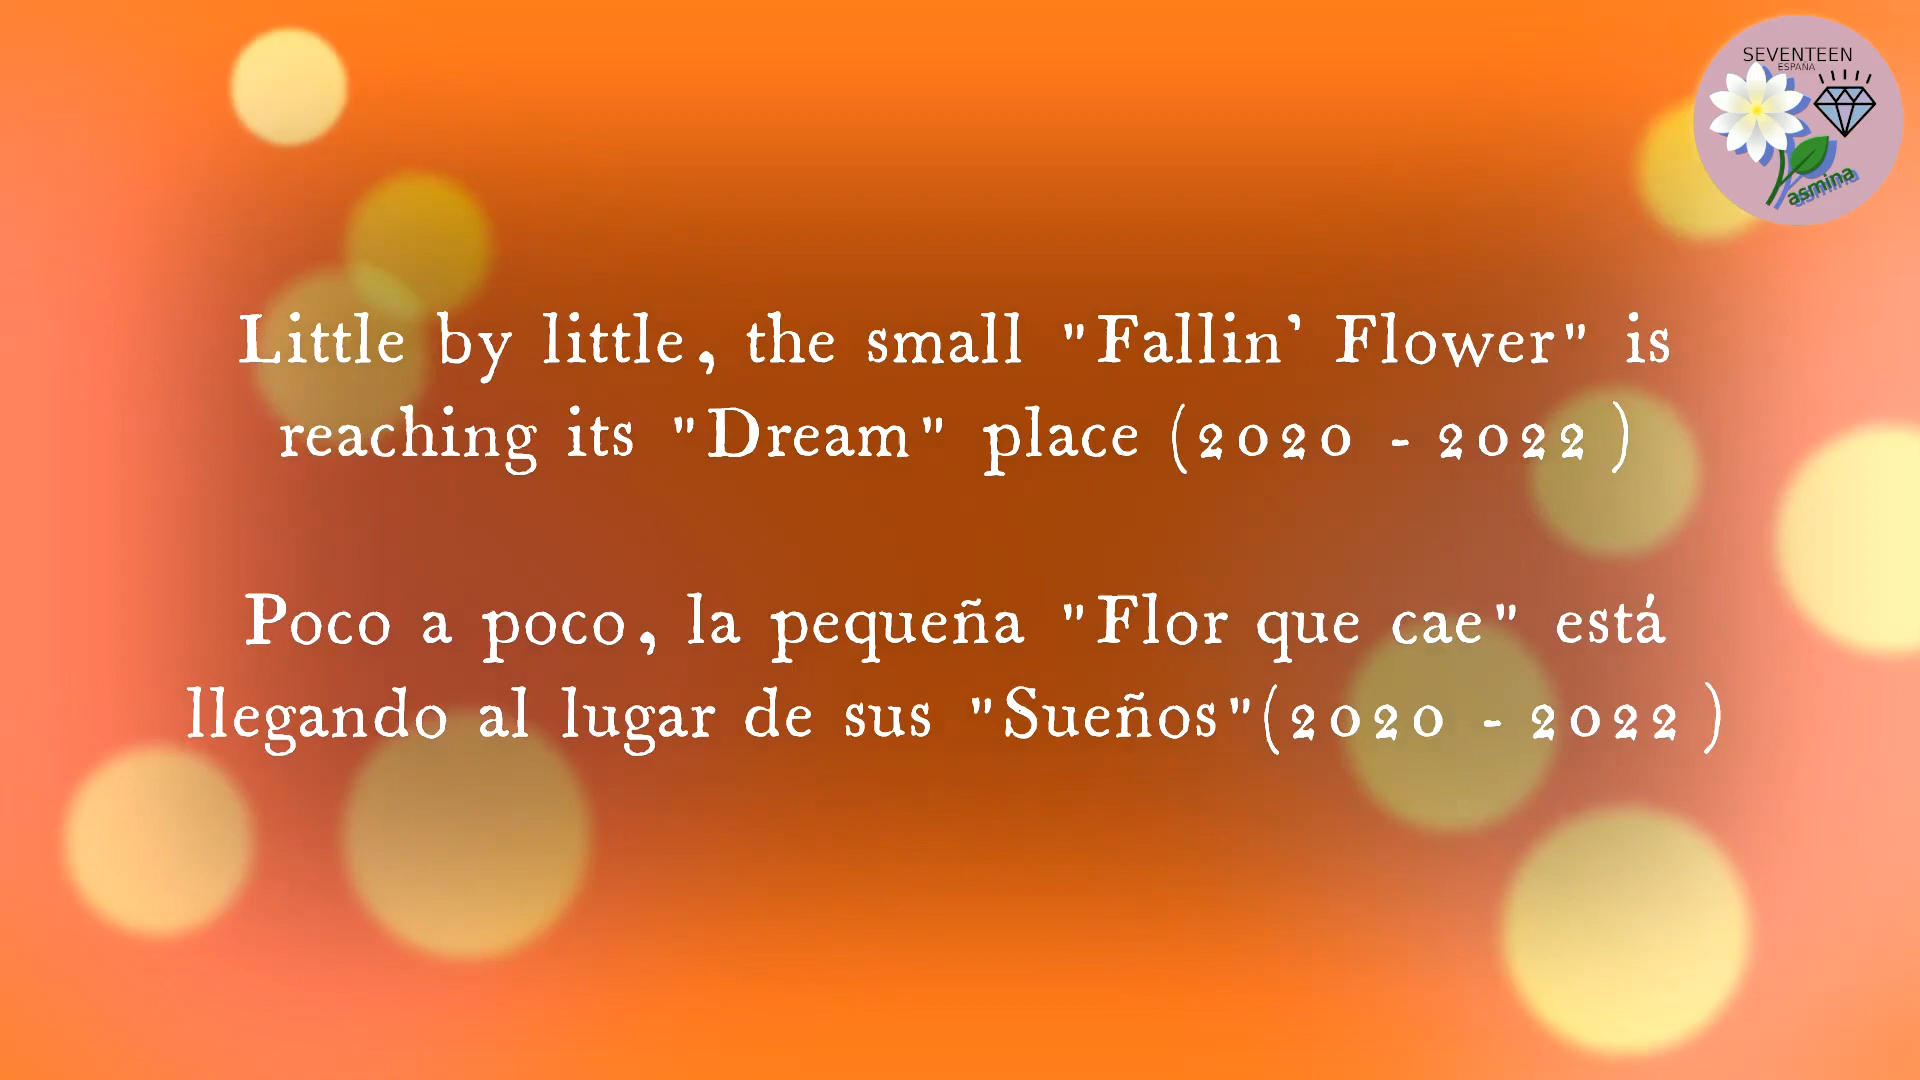 SEVENTEEN
ESPAÑA
asmina
Little by little, the small "Fallin' Flower" is
reaching its "Dream" place (2020 - 2022 )
Poco a poco, la pequeña "Flor que cae" está
llegando al lugar de sus "Sueños"(2020 - 2022 )